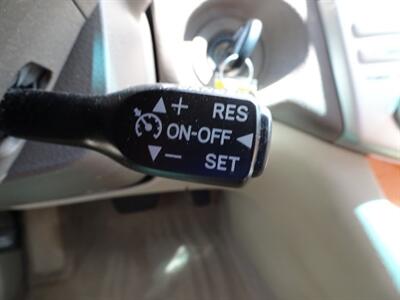 + RES
ON-OFF
- SET